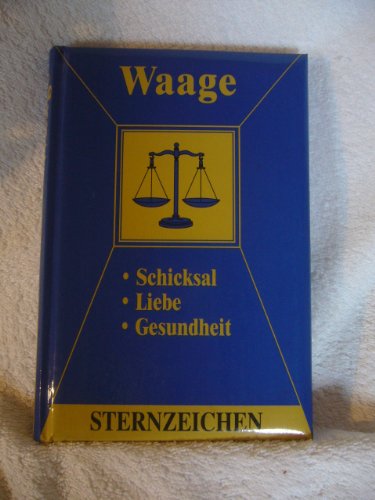 Waage
• Schicksal
• Liebe
• Gesundheit
STERNZEICHEN